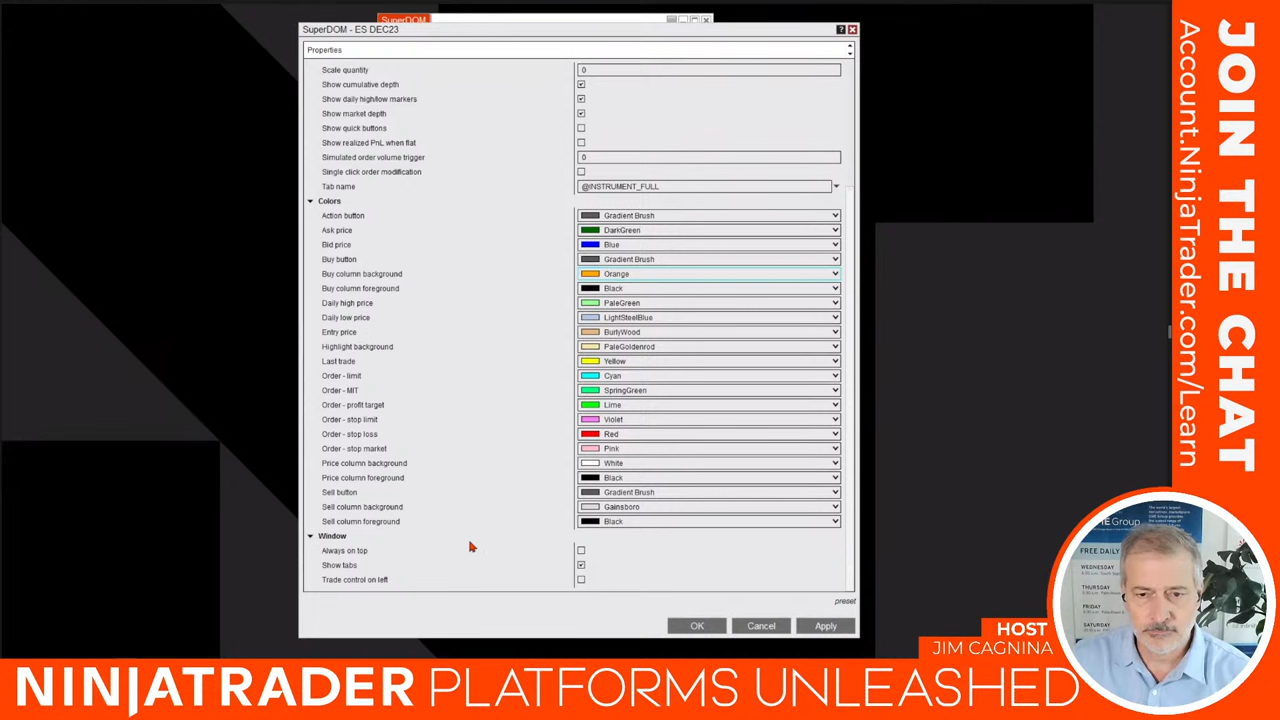 SuperDOM
SuperDOM - ES DEC23
Properties
Scale quantity 0
Show cumulative depth
Show daily high/low markers
Show market depth
Show quick buttons
Show realized PnL when flat
Simulated order volume trigger 0
Single click order modification
Tab name @INSTRUMENT_FULL
Colors
Action button Gradient Brush
Ask price DarkGreen
Bid price Blue
Buy button Gradient Brush
Buy column background Orange
Buy column foreground Black
Daily high price PaleGreen
Daily low price LightSteelBlue
Entry price BurlyWood
Highlight background PaleGoldenrod
Last trade Yellow
Order - limit Cyan
Order - MIT SpringGreen
Order - profit target Lime
Order - stop limit Violet
Order - stop loss Red
Order - stop market Pink
Price column background White
Price column foreground Black
Sell button Gradient Brush
Sell column background Gainsboro
Sell column foreground Black
Window
Always on top
Show tabs
Trade control on left
preset
OK Cancel Apply
JOIN THE CHAT
Account.NinjaTrader.com/Learn
Group
FREE DAILY
WEDNESDAY
THURSDAY
FRIDAY
SATURDAY
HOST
JIM CAGNINA
NINJATRADER PLATFORMS UNLEASHED